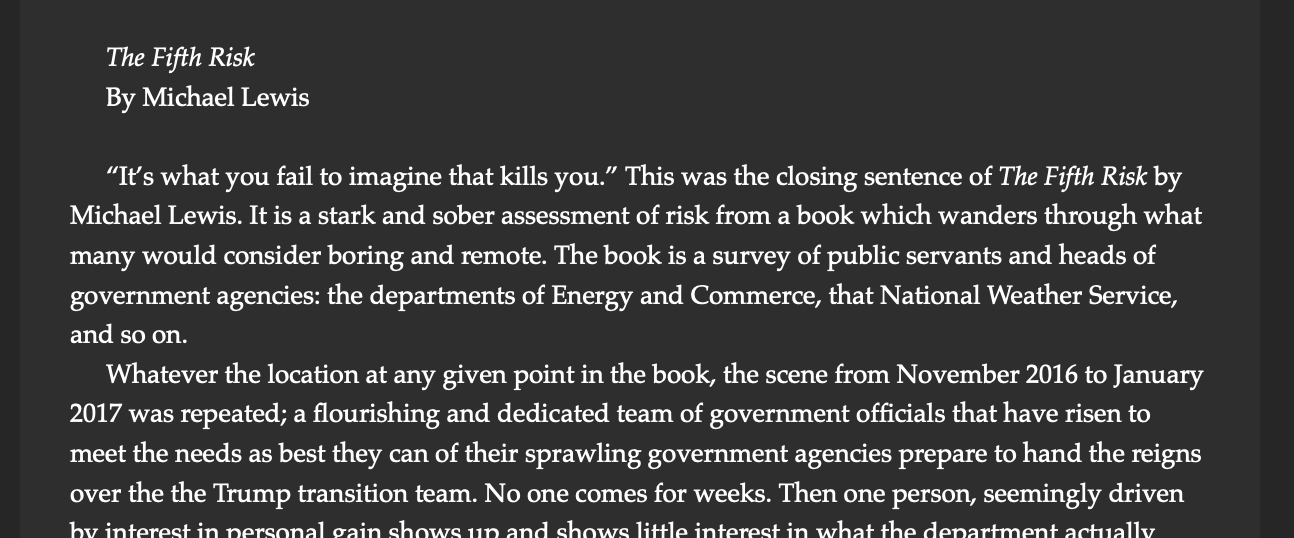 The Fifth Risk
By Michael Lewis
“It’s what you fail to imagine that kills you.” This was the closing sentence of The Fifth Risk by
Michael Lewis. It is a stark and sober assessment of risk from a book which wanders through what
many would consider boring and remote. The book is a survey of public servants and heads of
government agencies: the departments of Energy and Commerce, that National Weather Service,
and so on.
Whatever the location at any given point in the book, the scene from November 2016 to January
2017 was repeated; a flourishing and dedicated team of government officials that have risen to
meet the needs as best they can of their sprawling government agencies prepare to hand the reigns
over the the Trump transition team. No one comes for weeks. Then one person, seemingly driven
by interest in personal gain shows up and shows little interest in what the department actually